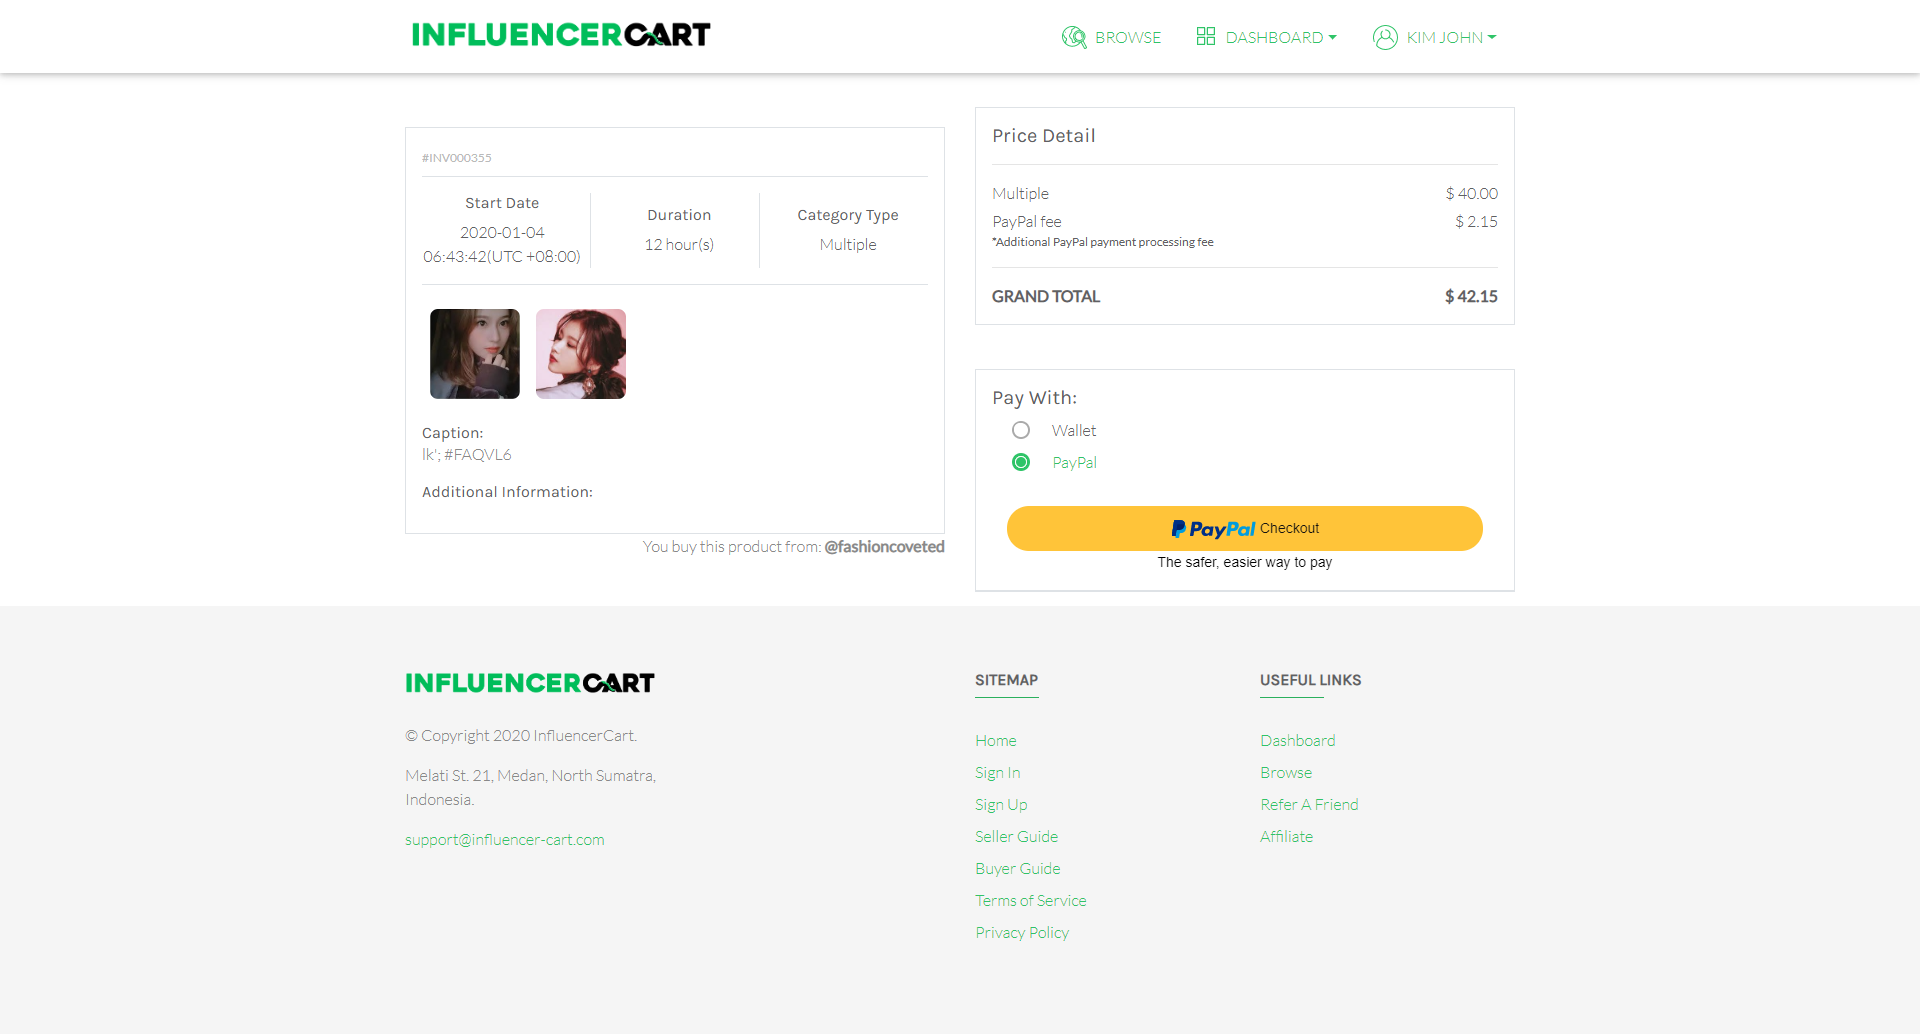 INFLUENCERCART
BROWSE
DASHBOARD
KIM JOHN
#INV000355
Start Date
2020-01-04
06:43:42(UTC +08:00)
Duration
12 hour(s)
Category Type
Multiple
Caption:
lk'; #FAQVL6
Additional Information:
You buy this product from: @fashioncoveted
Price Detail
Multiple $ 40.00
PayPal fee $ 2.15
*Additional PayPal payment processing fee
GRAND TOTAL $ 42.15
Pay With:
Wallet
PayPal
PayPal Checkout
The safer, easier way to pay
INFLUENCERCART
© Copyright 2020 InfluencerCart.
Melati St. 21, Medan, North Sumatra,
Indonesia.
support@influencer-cart.com
SITEMAP
Home
Sign In
Sign Up
Seller Guide
Buyer Guide
Terms of Service
Privacy Policy
USEFUL LINKS
Dashboard
Browse
Refer A Friend
Affiliate